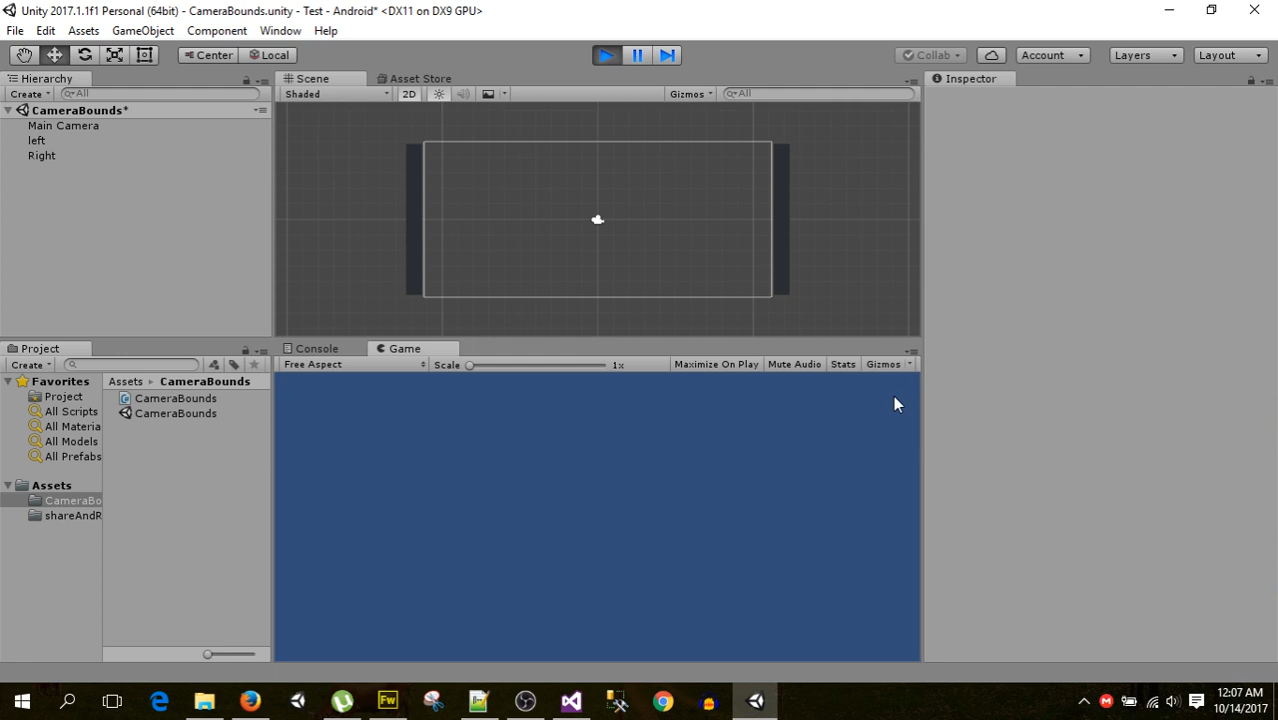 Unity 2017.1.1f1 Personal (64bit) - CameraBounds.unity - Test - Android* <DX11 on DX9 GPU>
File Edit Assets GameObject Component Window Help
Center Local Collab Account Layers Layout
Hierarchy Scene Asset Store Inspector
Create All Shaded 2D Gizmos All
CameraBounds*
Main Camera
left
Right
Project Console Game
Create Free Aspect Scale 1x Maximize On Play Mute Audio Stats Gizmos
Favorites Assets CameraBounds
Project CameraBounds
All Scripts CameraBounds
All Materia
All Models
All Prefabs
Assets
CameraBo
shareAndR
Fw
12:07 AM
10/14/2017